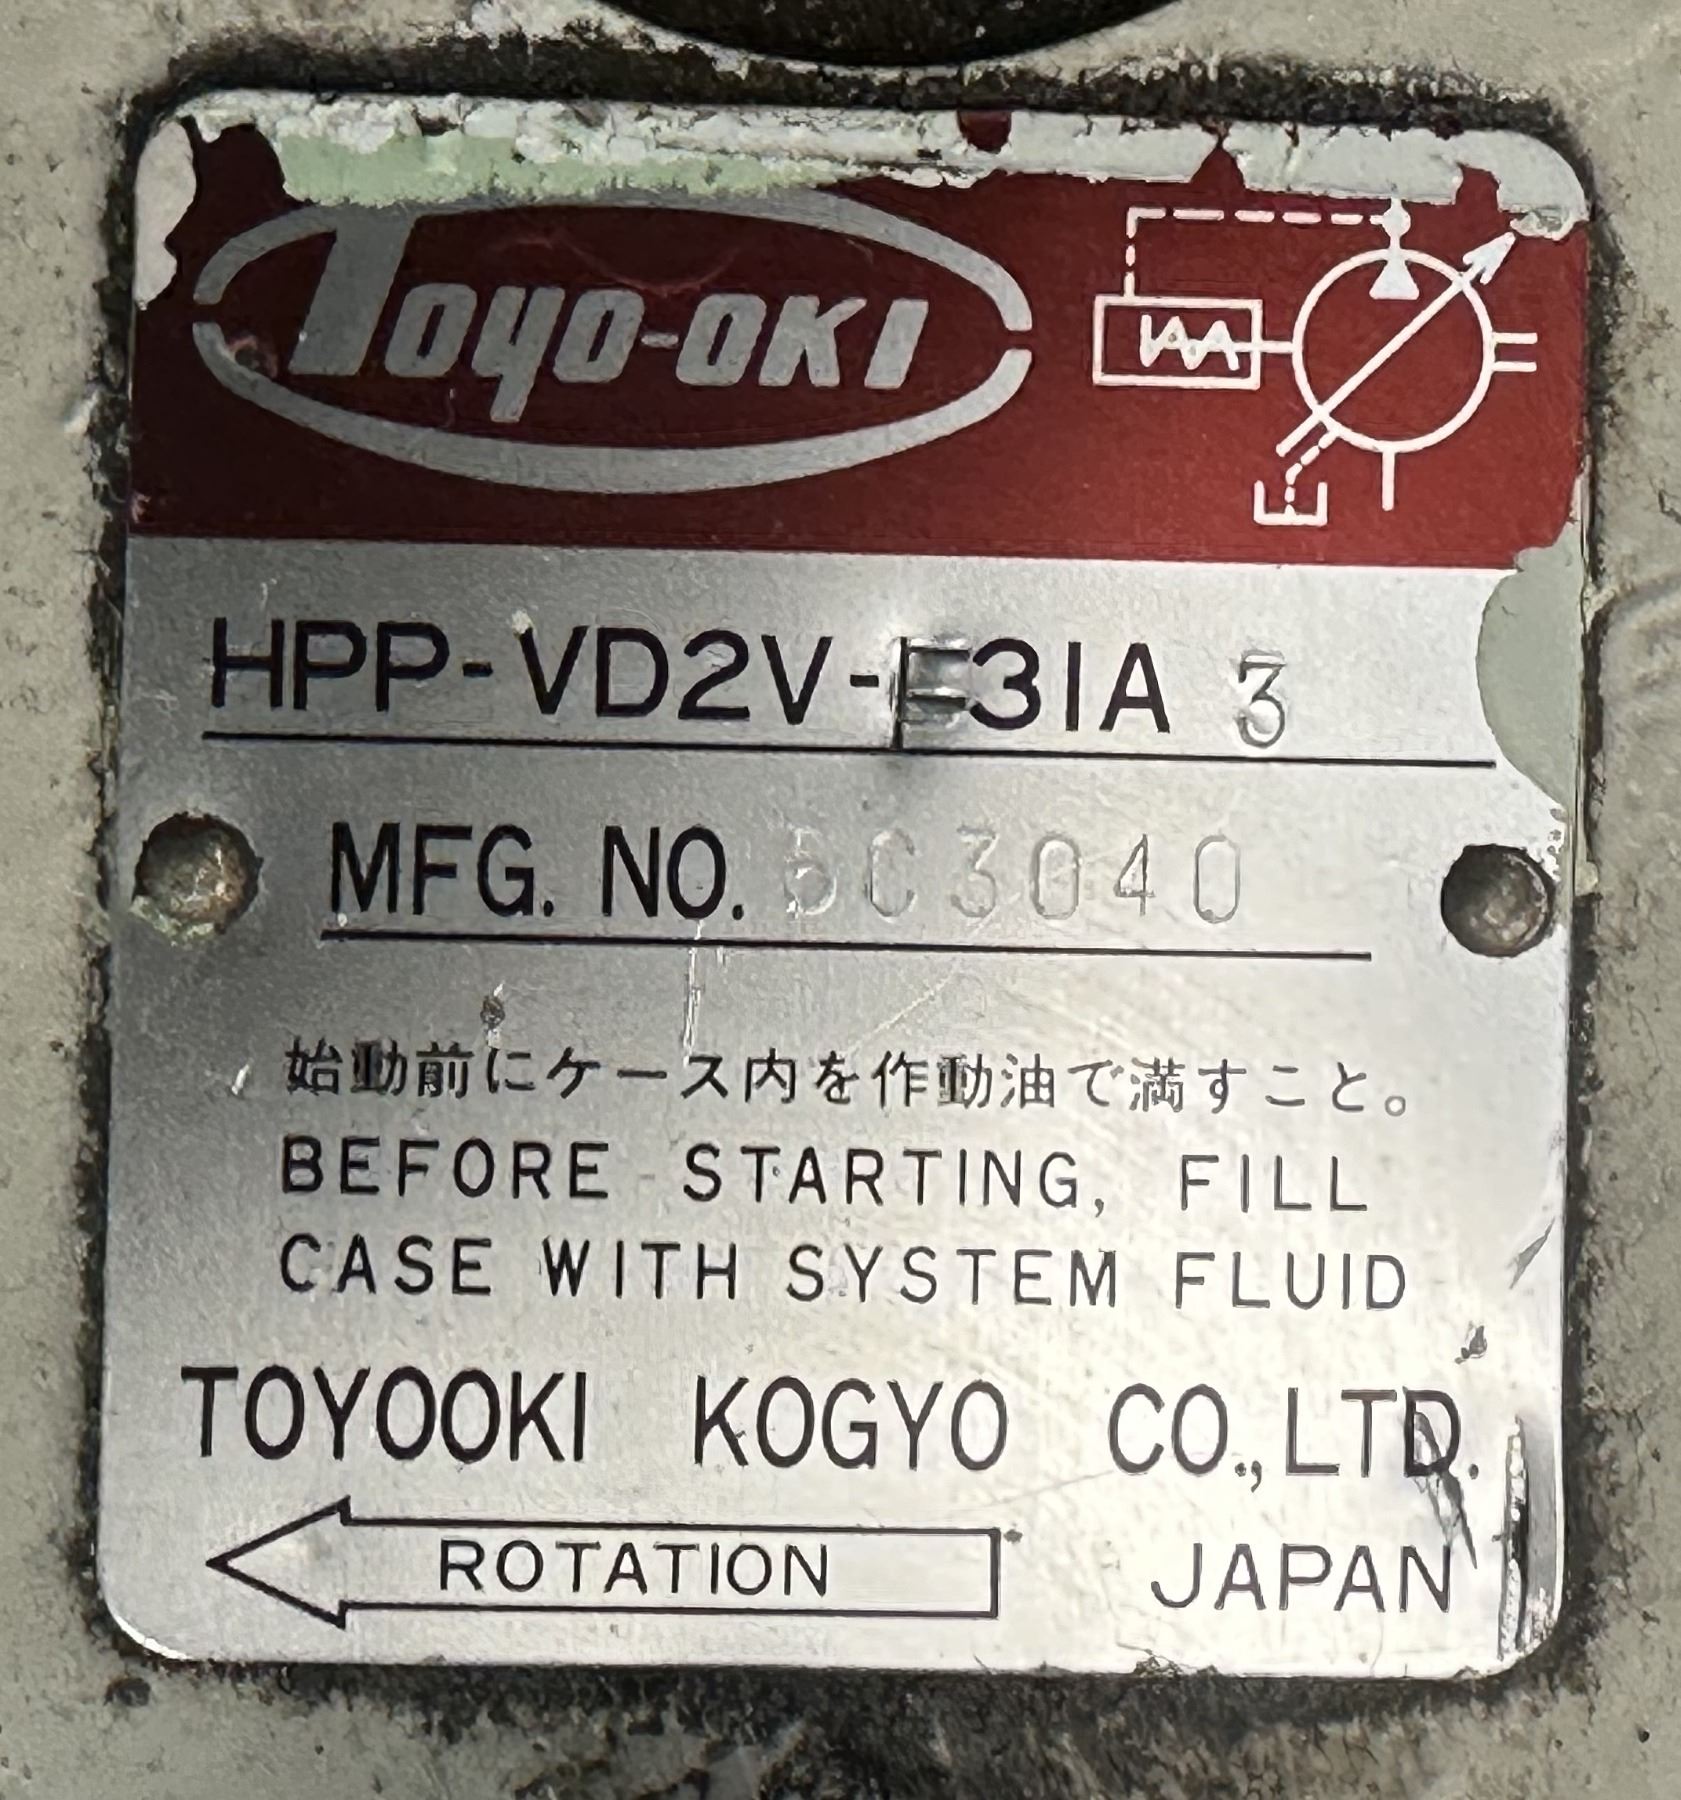 TOYO-OKI
HPP-VD2V-F31A 3
MFG. NO. 5C3040
始動前にケース内を作動油で満すこと。
BEFORE STARTING, FILL
CASE WITH SYSTEM FLUID
TOYOOKI KOGYO CO., LTD.
ROTATION JAPAN